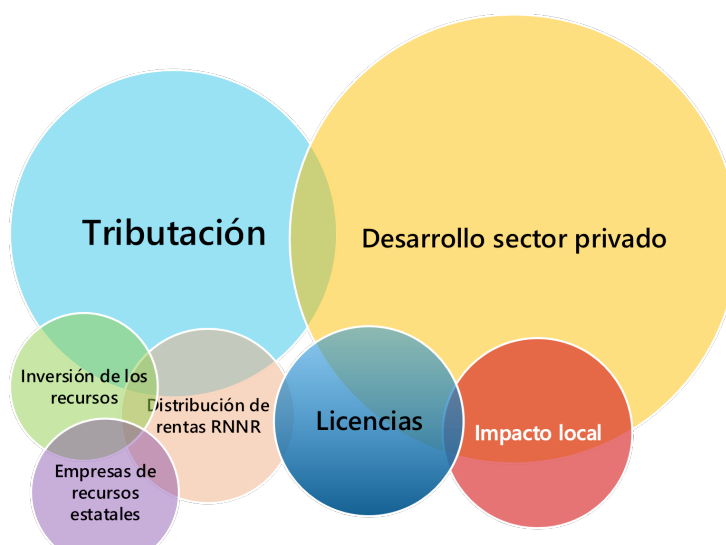 Tributación
Desarrollo sector privado
Inversión de los
recursos
Distribución de
rentas RNNR
Licencias
Impacto local
Empresas de
recursos
estatales